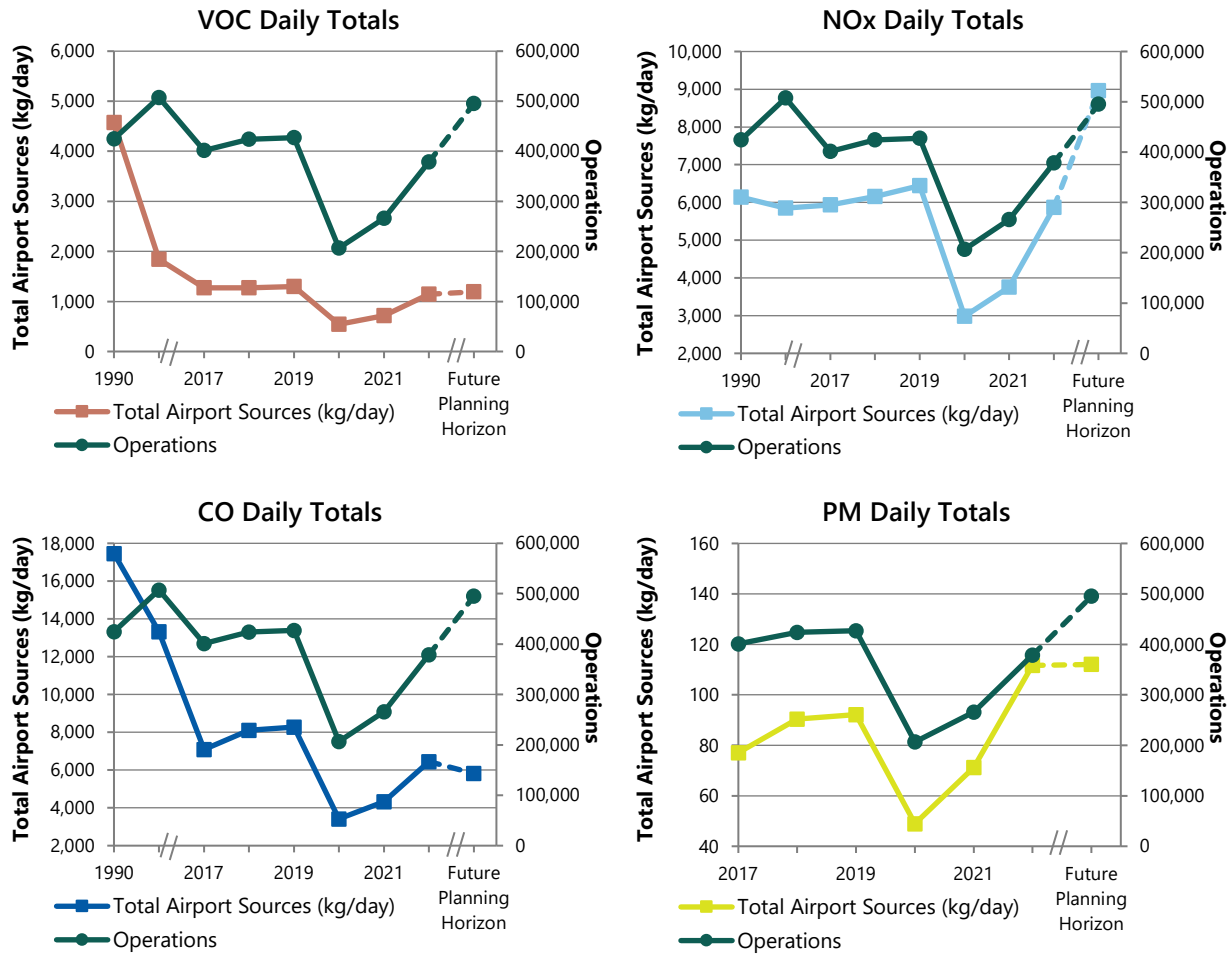 VOC Daily Totals
Total Airport Sources (kg/day)
6,000
5,000
4,000
3,000
2,000
1,000
0
600,000
500,000
400,000
300,000
200,000
100,000
0
Operations
1990
2017
2019
2021
Future
Planning
Horizon
Total Airport Sources (kg/day)
Operations
NOx Daily Totals
Total Airport Sources (kg/day)
10,000
9,000
8,000
7,000
6,000
5,000
4,000
3,000
2,000
600,000
500,000
400,000
300,000
200,000
100,000
0
Operations
1990
2017
2019
2021
Future
Planning
Horizon
Total Airport Sources (kg/day)
Operations
CO Daily Totals
Total Airport Sources (kg/day)
18,000
16,000
14,000
12,000
10,000
8,000
6,000
4,000
2,000
600,000
500,000
400,000
300,000
200,000
100,000
0
Operations
1990
2017
2019
2021
Future
Planning
Horizon
Total Airport Sources (kg/day)
Operations
PM Daily Totals
Total Airport Sources (kg/day)
160
140
120
100
80
60
40
600,000
500,000
400,000
300,000
200,000
100,000
0
Operations
2017
2019
2021
Future
Planning
Horizon
Total Airport Sources (kg/day)
Operations